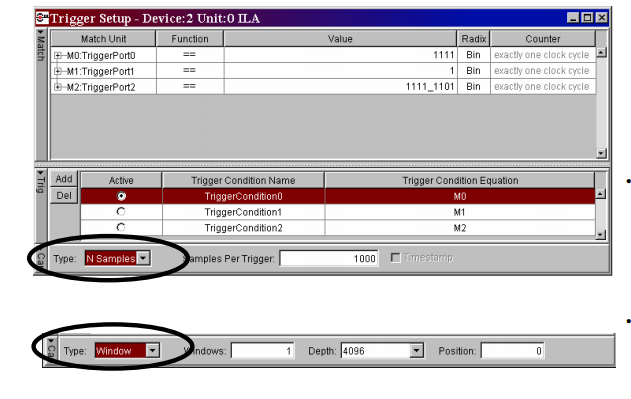 Trigger Setup - Device:2 Unit:0 ILA
Match
Match Unit Function Value Radix Counter
M0:TriggerPort0 == 1111 Bin exactly one clock cycle
M1:TriggerPort1 == 1 Bin exactly one clock cycle
M2:TriggerPort2 == 1111_1101 Bin exactly one clock cycle
Trig
Add Active Trigger Condition Name Trigger Condition Equation
Del TriggerCondition0 M0
TriggerCondition1 M1
TriggerCondition2 M2
Ca
Type: N Samples Samples Per Trigger: 1000 Timestamp
Ca
Type: Window Windows: 1 Depth: 4096 Position: 0